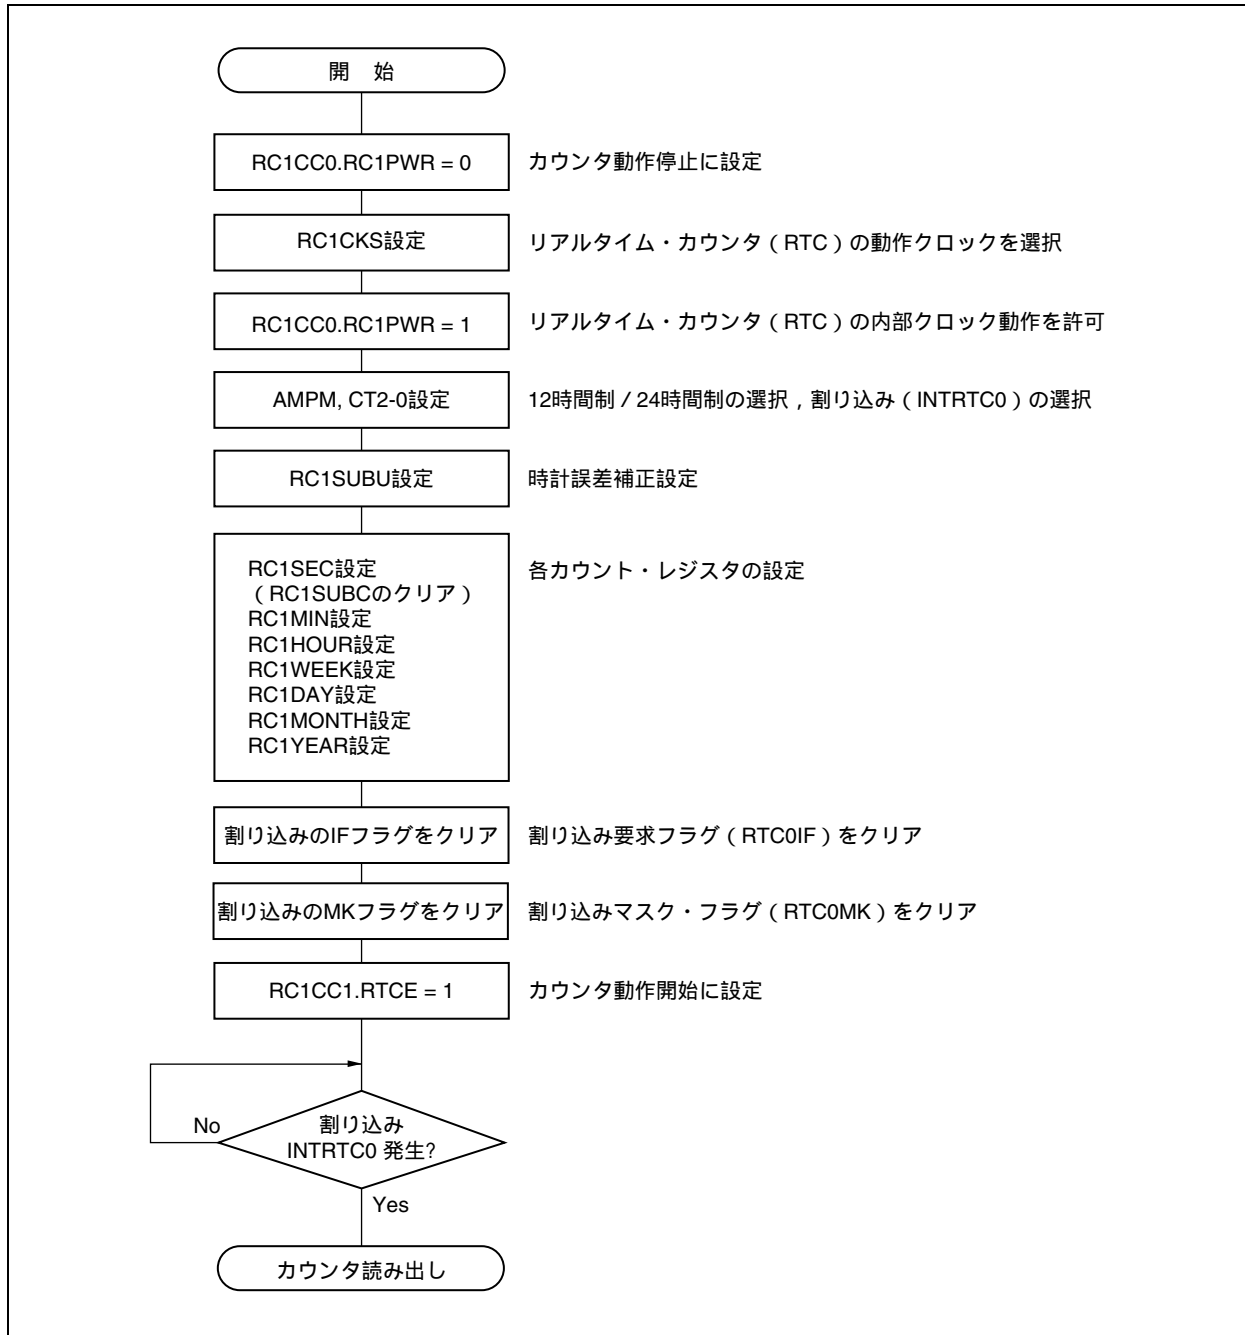 開 始
RC1CC0.RC1PWR = 0
カウンタ動作停止に設定
RC1CKS設定
リアルタイム・カウンタ（RTC）の動作クロックを選択
RC1CC0.RC1PWR = 1
リアルタイム・カウンタ（RTC）の内部クロック動作を許可
AMPM, CT2-0設定
12時間制 / 24時間制の選択，割り込み（INTRTC0）の選択
RC1SUBU設定
時計誤差補正設定
RC1SEC設定
（RC1SUBCのクリア）
RC1MIN設定
RC1HOUR設定
RC1WEEK設定
RC1DAY設定
RC1MONTH設定
RC1YEAR設定
各カウント・レジスタの設定
割り込みのIFフラグをクリア
割り込み要求フラグ（RTC0IF）をクリア
割り込みのMKフラグをクリア
割り込みマスク・フラグ（RTC0MK）をクリア
RC1CC1.RTCE = 1
カウンタ動作開始に設定
No
割り込み
INTRTC0 発生?
Yes
カウンタ読み出し